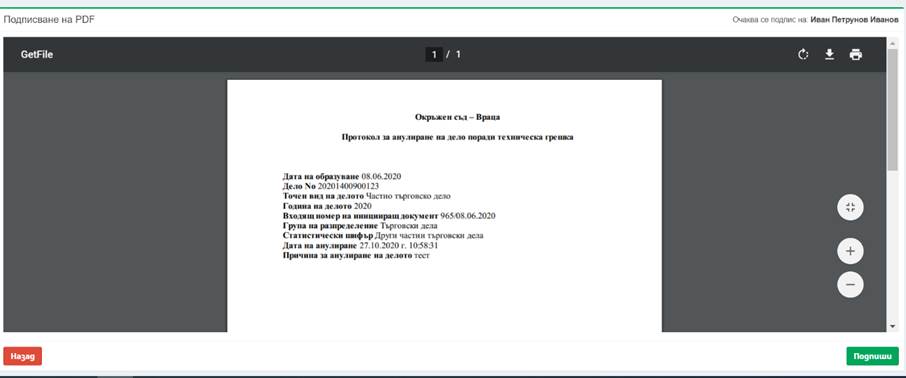 Подписване на PDF
Очаква се подпис на: Иван Петрунов Иванов
GetFile
1 / 1
Окръжен съд – Враца
Протокол за анулиране на дело поради техническа грешка
Дата на образуване 08.06.2020
Дело No 20201400900123
Точен вид на делото Частно търговско дело
Година на делото 2020
Входящ номер на иницииращ документ 965/08.06.2020
Група на разпределение Търговски дела
Статистически шифър Други частни търговски дела
Дата на анулиране 27.10.2020 г. 10:58:31
Причина за анулиране на делото тест
Назад
Подпиши